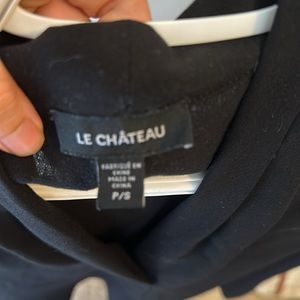 LE CHÂTEAU
FABRIQUÉ EN
CHINE
MADE IN
CHINA
P/S